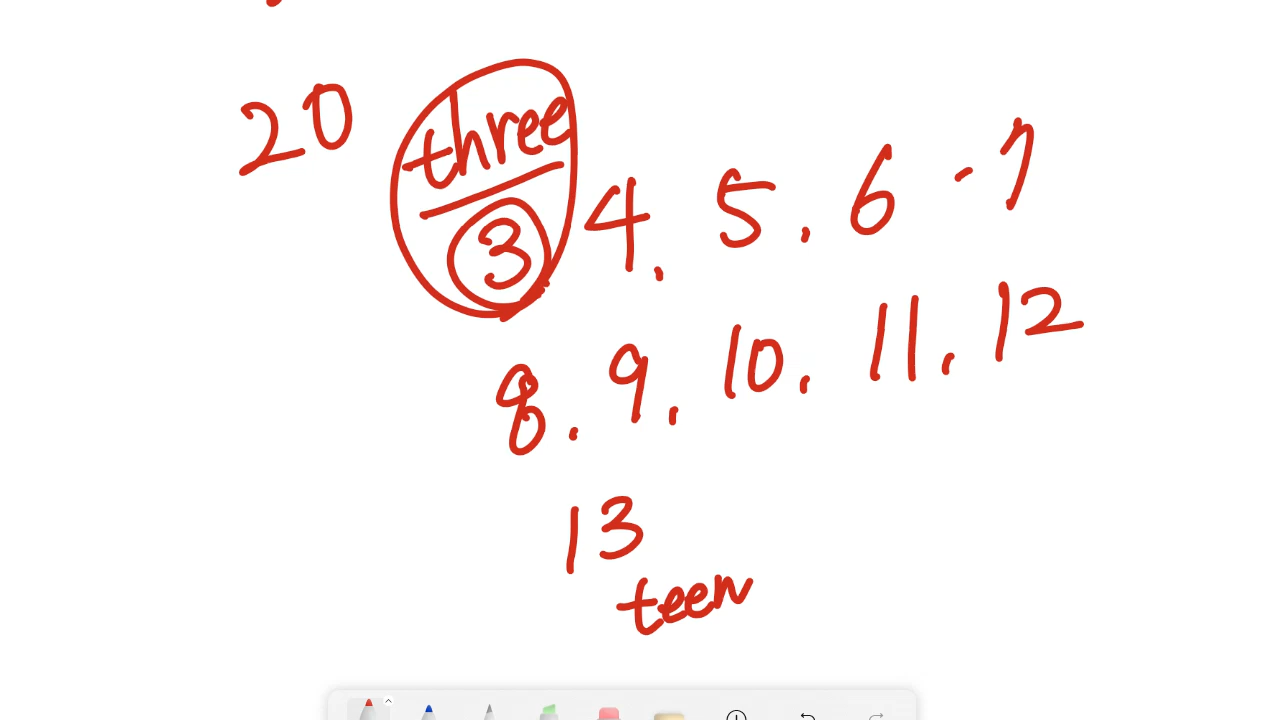 20 three 
3 4. 5. 6 . 7
8. 9. 10. 11. 12
13
teen